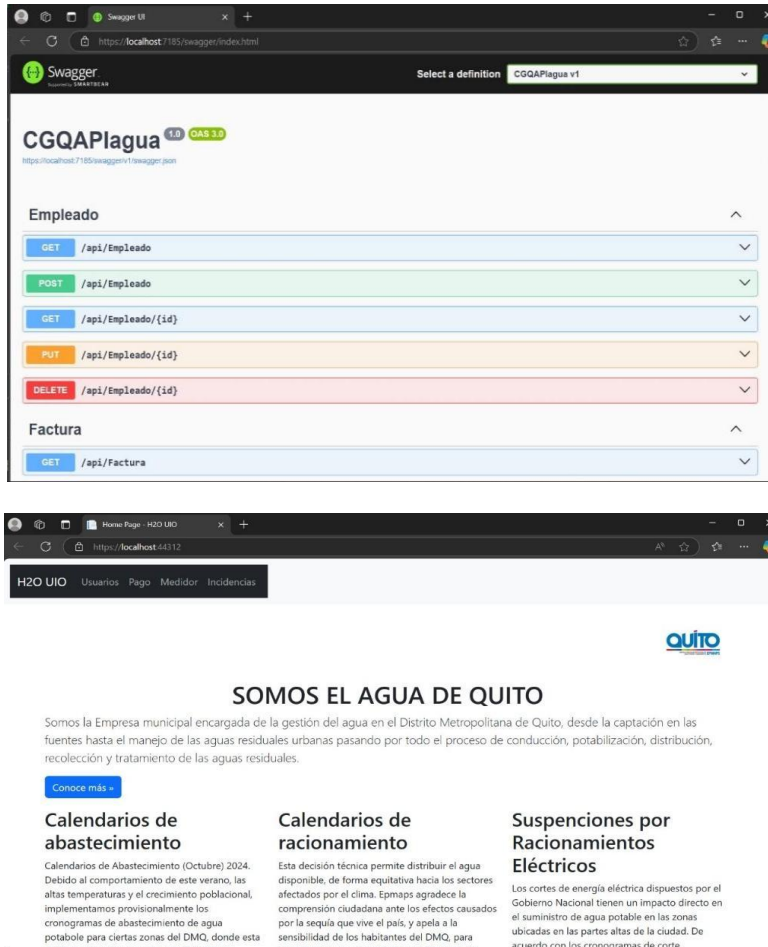 Swagger UI
https://localhost:7185/swagger/index.html
Swagger.
Supported by SMARTBEAR
Select a definition
CGQAPIagua v1
CGQAPIagua 1.0 OAS 3.0
https://localhost:7185/swagger/v1/swagger.json
Empleado
GET /api/Empleado
POST /api/Empleado
GET /api/Empleado/{id}
PUT /api/Empleado/{id}
DELETE /api/Empleado/{id}
Factura
GET /api/Factura
Home Page - H2O UIO
https://localhost:44312
H2O UIO Usuarios Pago Medidor Incidencias
QUITO
SOMOS EL AGUA DE QUITO
Somos la Empresa municipal encargada de la gestión del agua en el Distrito Metropolitana de Quito, desde la captación en las
fuentes hasta el manejo de las aguas residuales urbanas pasando por todo el proceso de conducción, potabilización, distribución,
recolección y tratamiento de las aguas residuales.
Conoce más »
Calendarios de
abastecimiento
Calendarios de Abastecimiento (Octubre) 2024.
Debido al comportamiento de este verano, las
altas temperaturas y el crecimiento poblacional,
implementamos provisionalmente los
cronogramas de abastecimiento de agua
potabole para ciertas zonas del DMQ, donde esta
Calendarios de
racionamiento
Esta decisión técnica permite distribuir el agua
disponible, de forma equitativa hacia los sectores
afectados por el clima. Epmaps agradece la
comprensión ciudadana ante los efectos causados
por la sequía que vive el país, y apela a la
sensibilidad de los habitantes del DMQ, para
Suspenciones por
Racionamientos
Eléctricos
Los cortes de energía eléctrica dispuestos por el
Gobierno Nacional tienen un impacto directo en
el suministro de agua potable en las zonas
ubicadas en las partes altas de la ciudad. De
acuerdo con los cronogramas de corte